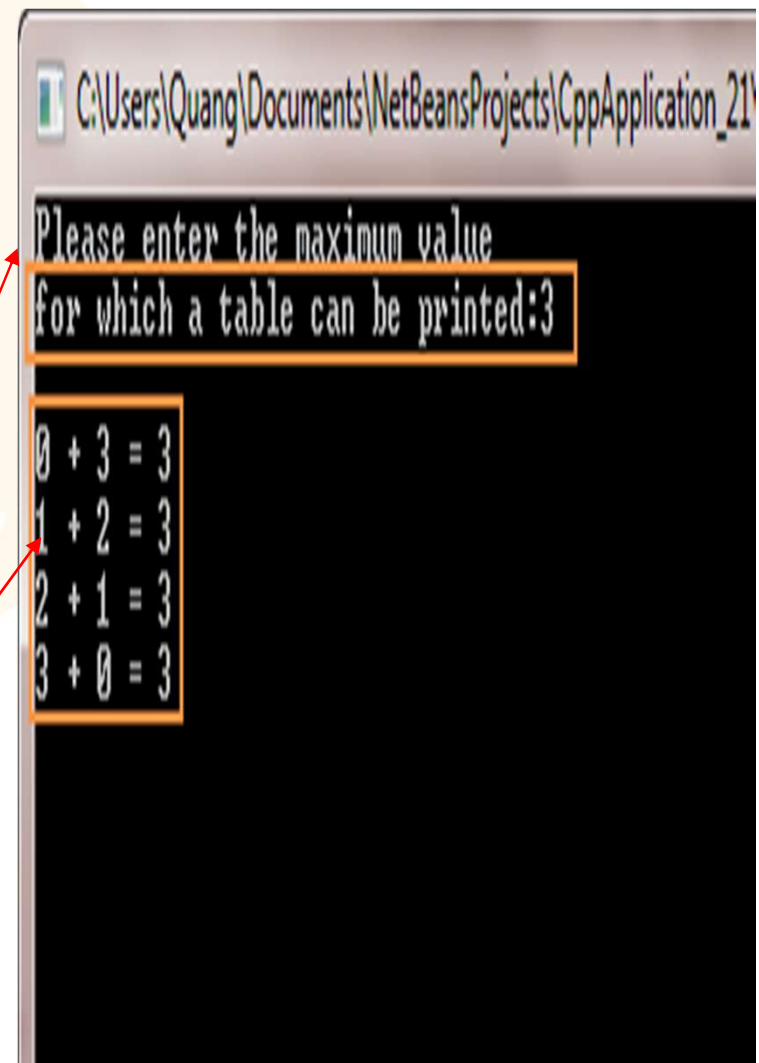 C:\Users\Quang\Documents\NetBeansProjects\CppApplication_21\
Please enter the maximum value
for which a table can be printed:3
0 + 3 = 3
1 + 2 = 3
2 + 1 = 3
3 + 0 = 3